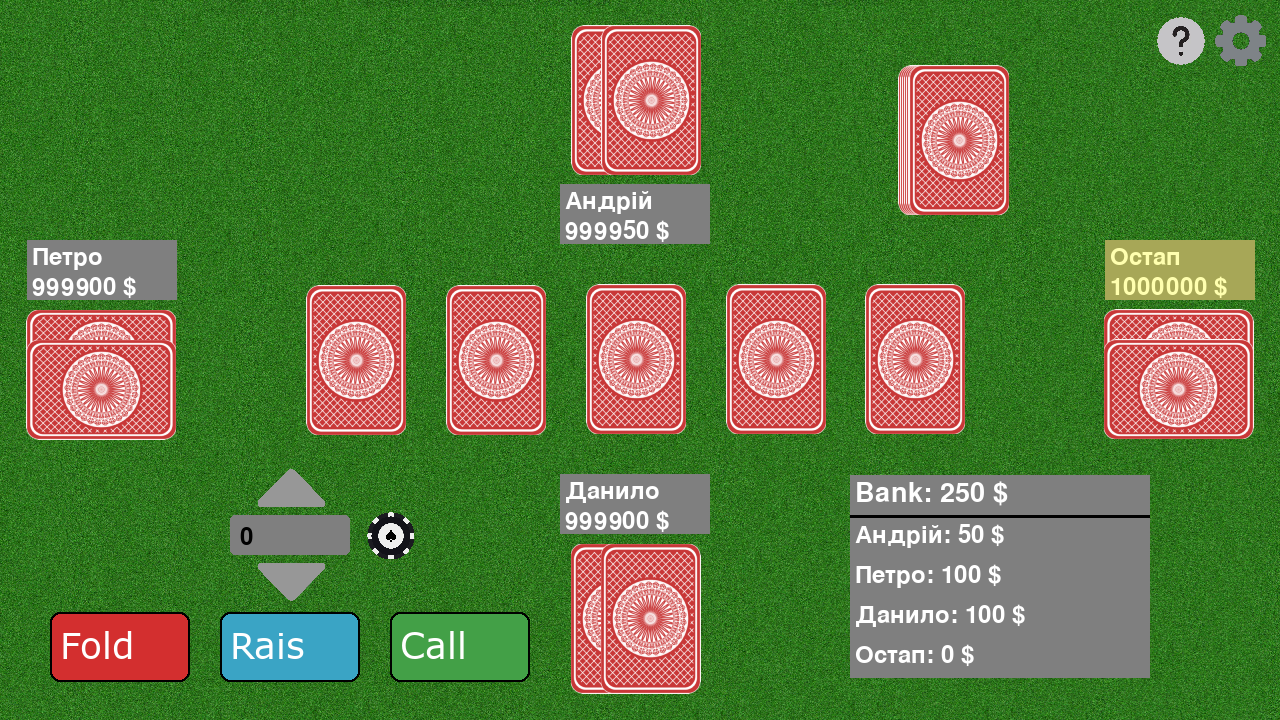 ?
Андрій
999950 $
Петро
999900 $
Остап
1000000 $
0
Данило
999900 $
Bank: 250 $
Андрій: 50 $
Петро: 100 $
Данило: 100 $
Остап: 0 $
Fold
Rais
Call